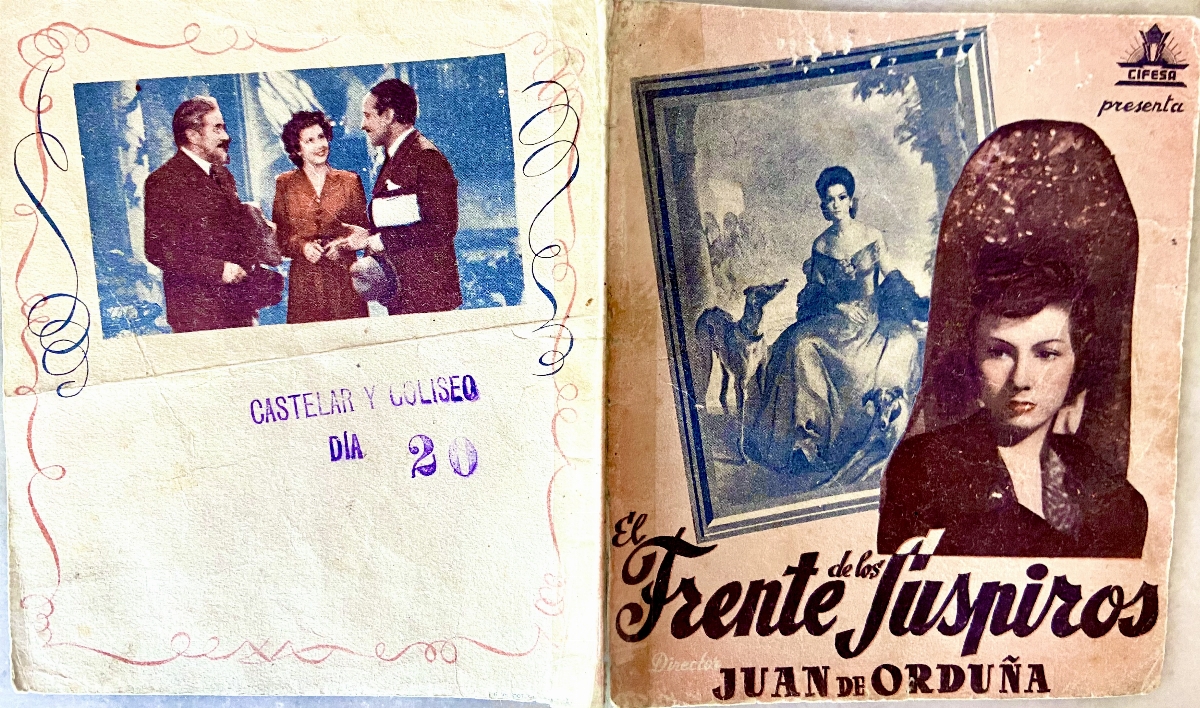 CASTELAR Y COLISEO
DÍA 20
CIFESA
presenta
El Frente de los Suspiros
Director
JUAN DE ORDUÑA